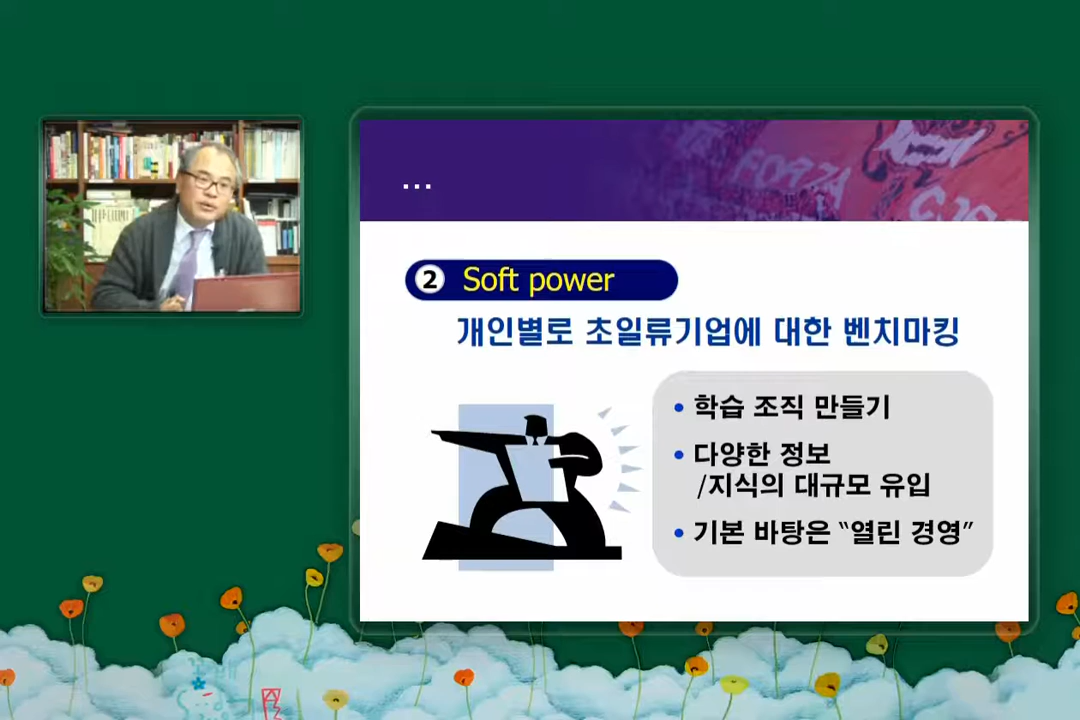 ...
② Soft power
개인별로 초일류기업에 대한 벤치마킹
• 학습 조직 만들기
• 다양한 정보
/지식의 대규모 유입
• 기본 바탕은 “열린 경영”